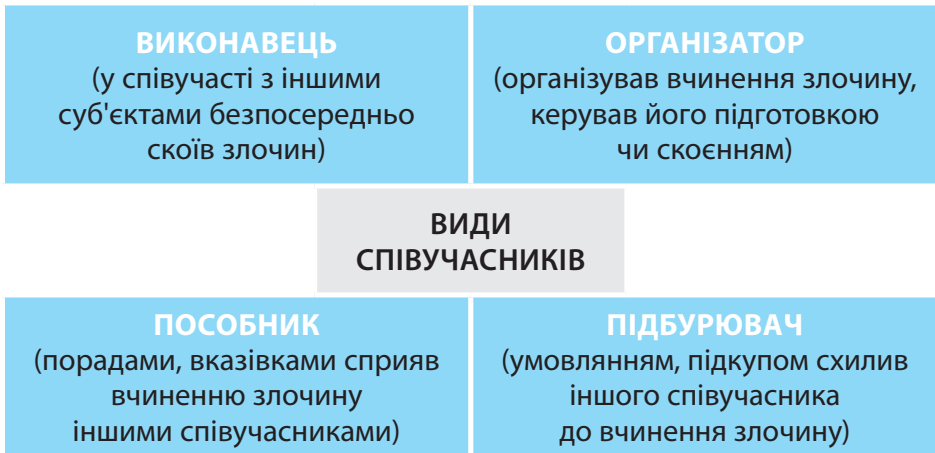 ВИКОНАВЕЦЬ
(у співучасті з іншими
суб'єктами безпосередньо
скоїв злочин)
ОРГАНІЗАТОР
(організував вчинення злочину,
керував його підготовкою
чи скоєнням)
ВИДИ
СПІВУЧАСНИКІВ
ПОСОБНИК
(порадами, вказівками сприяв
вчиненню злочину
іншими співучасниками)
ПІДБУРЮВАЧ
(умовлянням, підкупом схилив
іншого співучасника
до вчинення злочину)